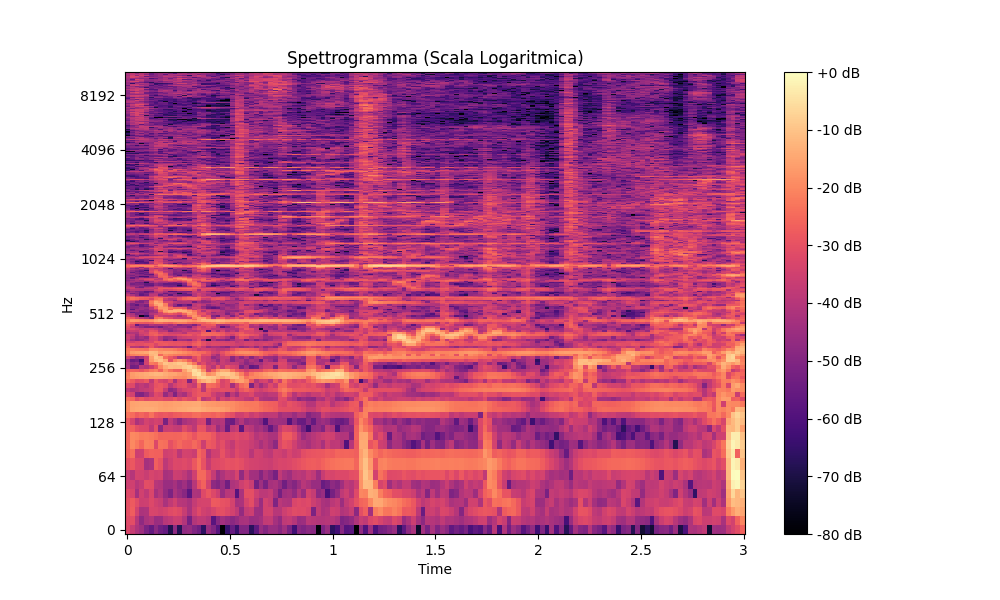 Spettrogramma (Scala Logaritmica)
8192
4096
2048
1024
512
256
128
64
0
Hz
0
0.5
1
1.5
2
2.5
3
Time
+0 dB
-10 dB
-20 dB
-30 dB
-40 dB
-50 dB
-60 dB
-70 dB
-80 dB